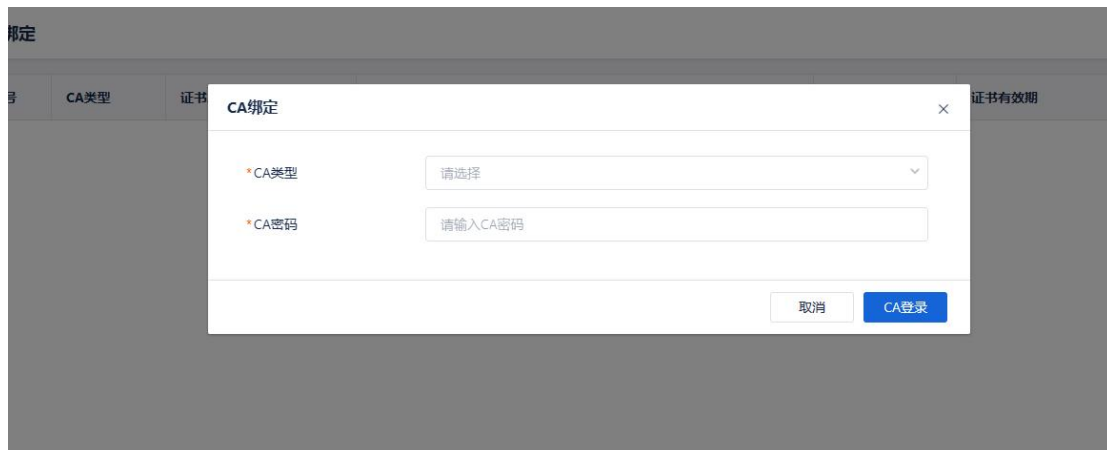 绑定
号 CA类型 证书 证书有效期
CA绑定
*CA类型 请选择
*CA密码 请输入CA密码
取消 CA登录